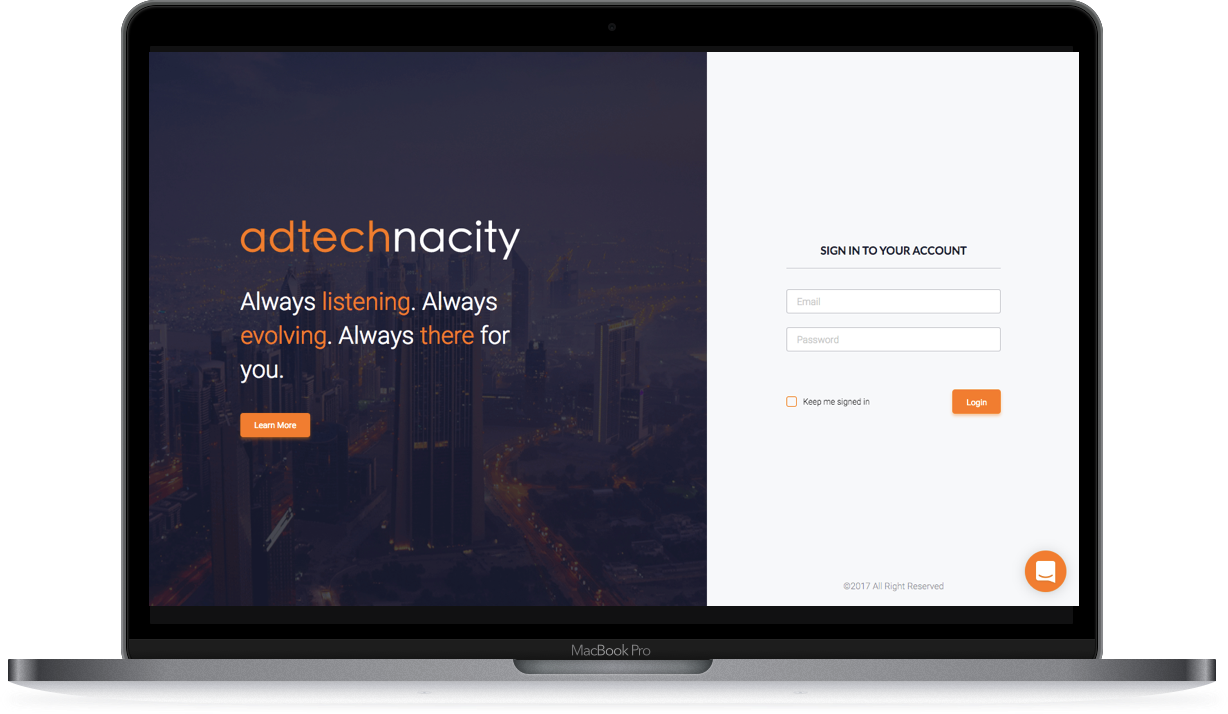 adtechnacity
Always listening. Always
evolving. Always there for
you.
Learn More
SIGN IN TO YOUR ACCOUNT
Email
Password
Keep me signed in
Login
©2017 All Right Reserved
MacBook Pro